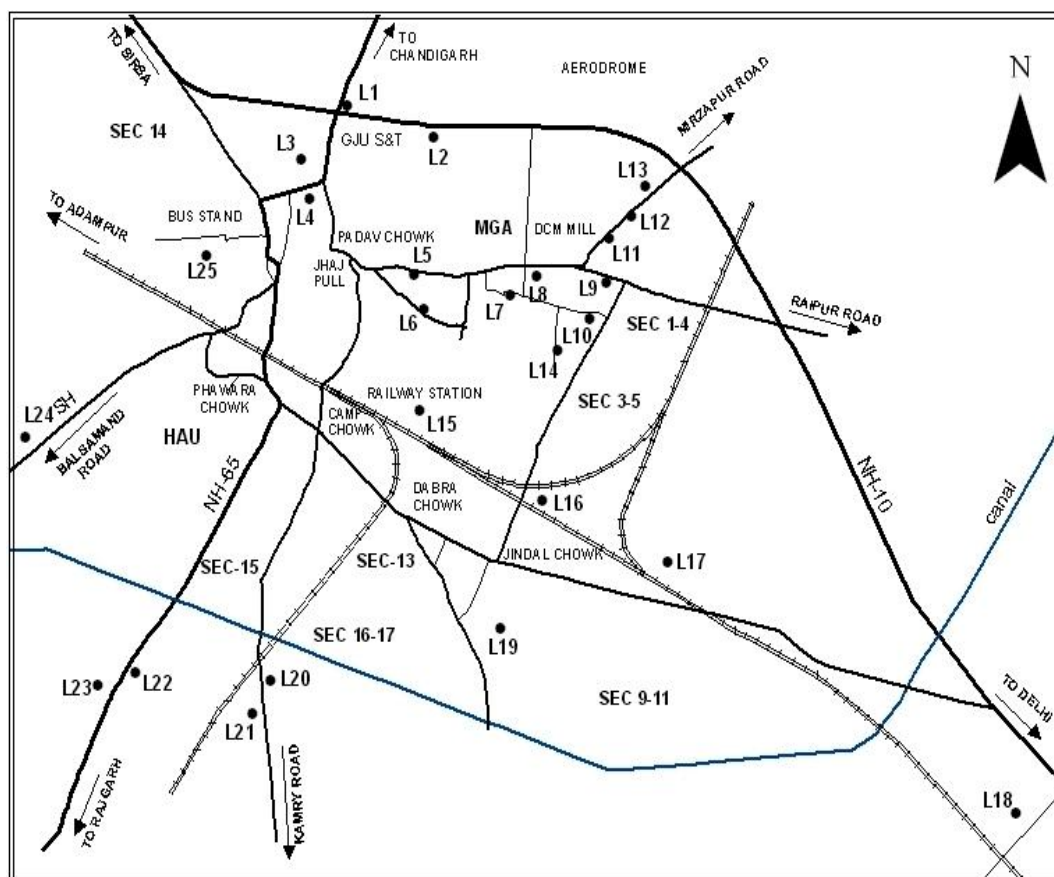 TO SIRSA
TO
CHANDIGARH
AERODROME
MIRZAPUR ROAD
N
L1
SEC 14
GJU S&T
L2
L3
L13
TO ADAMPUR
L4
BUS STAND
L12
PADAV CHOWK
MGA
DCM MILL
L11
L25
JHAJ
PULL
L5
L8
L9
L7
L6
L10
SEC 1-4
RAIPUR ROAD
L14
PHAWARA
CHOWK
RAILWAY STATION
SEC 3-5
L24
SH
CAMP
CHOWK
L15
BALSAMAND
ROAD
HAU
NH-65
DABRA
CHOWK
L16
NH-10
canal
SEC-15
SEC-13
JINDAL CHOWK
L17
SEC 16-17
L19
L23
L22
L20
SEC 9-11
TO DELHI
L21
TO RAJGARH
KAMRY ROAD
L18